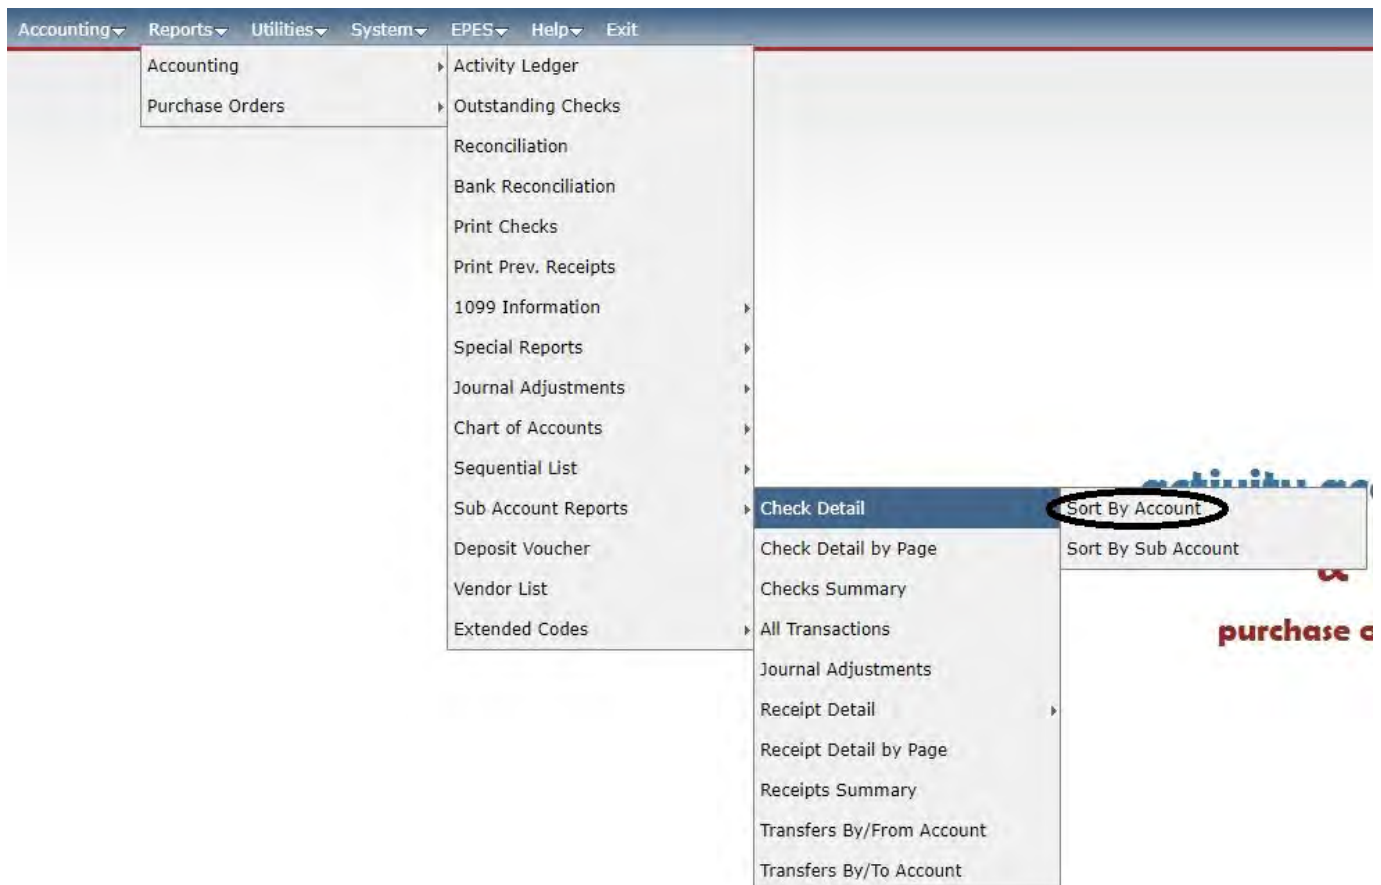 Accounting Reports Utilities System EPES Help Exit
Accounting
Purchase Orders
Activity Ledger
Outstanding Checks
Reconciliation
Bank Reconciliation
Print Checks
Print Prev. Receipts
1099 Information
Special Reports
Journal Adjustments
Chart of Accounts
Sequential List
Sub Account Reports
Deposit Voucher
Vendor List
Extended Codes
Check Detail
Check Detail by Page
Checks Summary
All Transactions
Journal Adjustments
Receipt Detail
Receipt Detail by Page
Receipts Summary
Transfers By/From Account
Transfers By/To Account
Sort By Account
Sort By Sub Account
activity
&
purchase